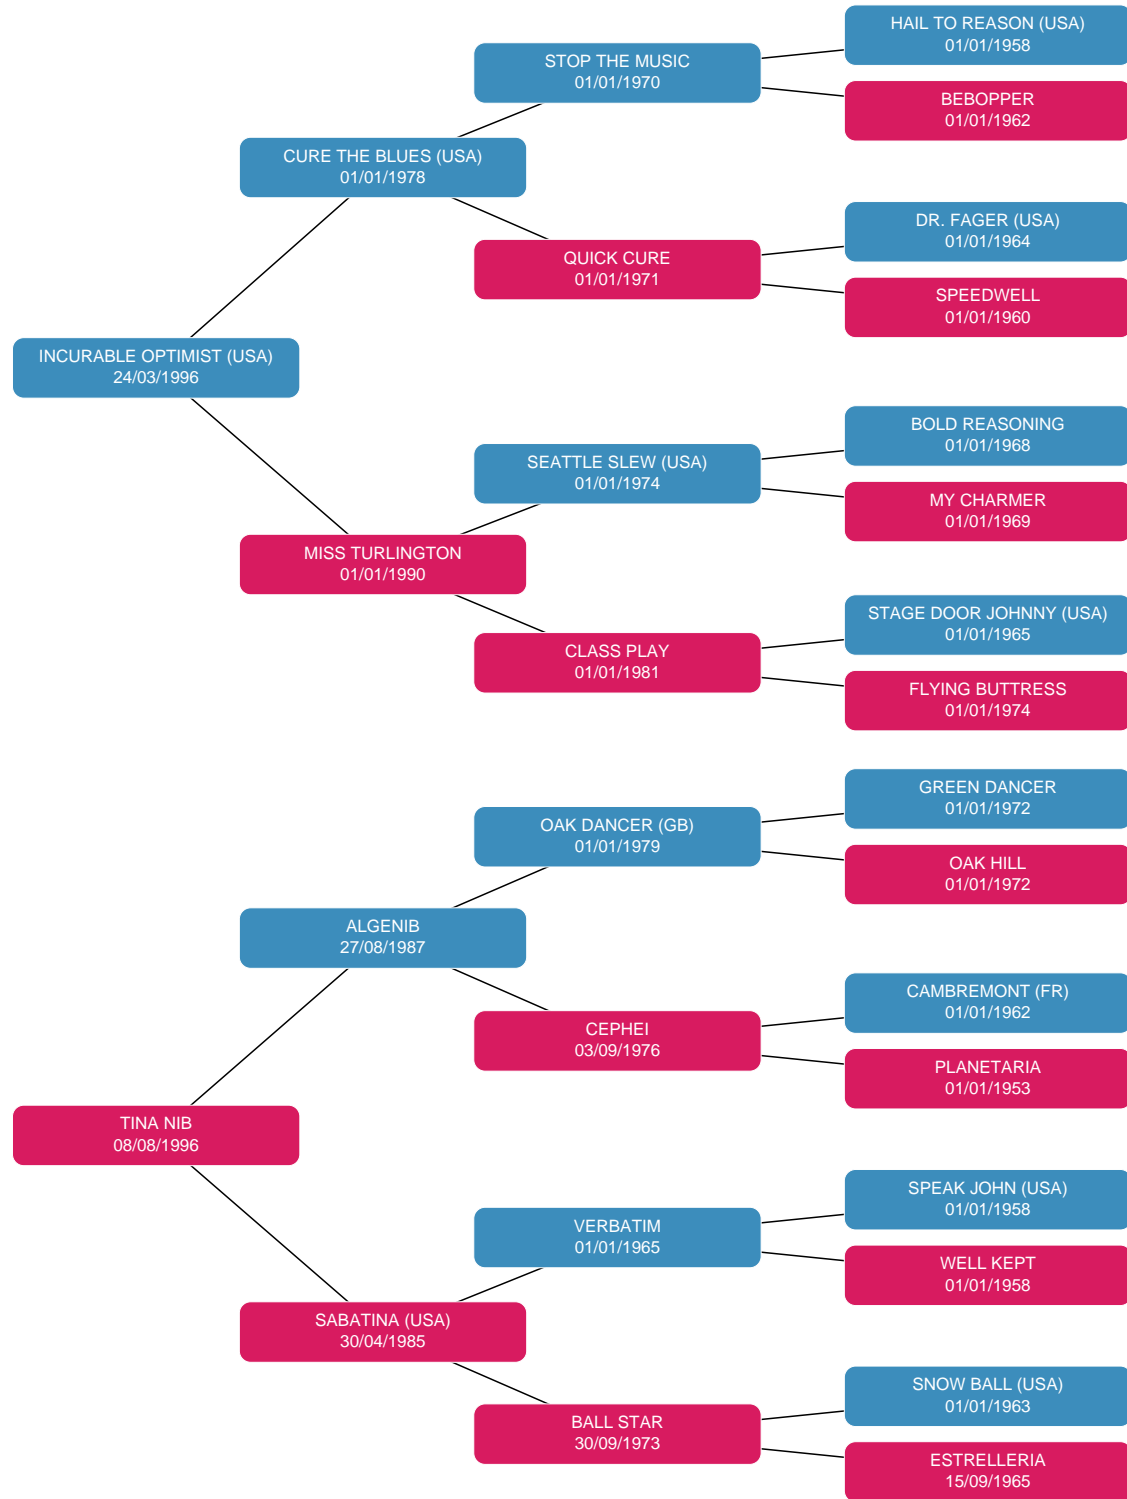 HAIL TO REASON (USA)
01/01/1958
STOP THE MUSIC
01/01/1970
BEBOPPER
01/01/1962
CURE THE BLUES (USA)
01/01/1978
DR. FAGER (USA)
01/01/1964
QUICK CURE
01/01/1971
SPEEDWELL
01/01/1960
INCURABLE OPTIMIST (USA)
24/03/1996
BOLD REASONING
01/01/1968
SEATTLE SLEW (USA)
01/01/1974
MY CHARMER
01/01/1969
MISS TURLINGTON
01/01/1990
STAGE DOOR JOHNNY (USA)
01/01/1965
CLASS PLAY
01/01/1981
FLYING BUTTRESS
01/01/1974
GREEN DANCER
01/01/1972
OAK DANCER (GB)
01/01/1979
OAK HILL
01/01/1972
ALGENIB
27/08/1987
CAMBREMONT (FR)
01/01/1962
CEPHEI
03/09/1976
PLANETARIA
01/01/1953
TINA NIB
08/08/1996
SPEAK JOHN (USA)
01/01/1958
VERBATIM
01/01/1965
WELL KEPT
01/01/1958
SABATINA (USA)
30/04/1985
SNOW BALL (USA)
01/01/1963
BALL STAR
30/09/1973
ESTRELLERIA
15/09/1965